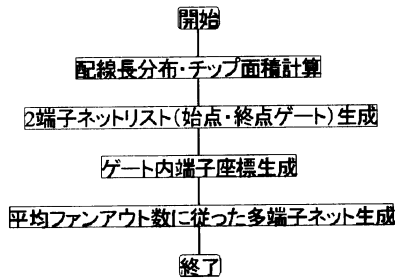 開始
配線長分布・チップ面積計算
2端子ネットリスト(始点・終点ゲート)生成
ゲート内端子座標生成
平均ファンアウト数に従った多端子ネット生成
終了